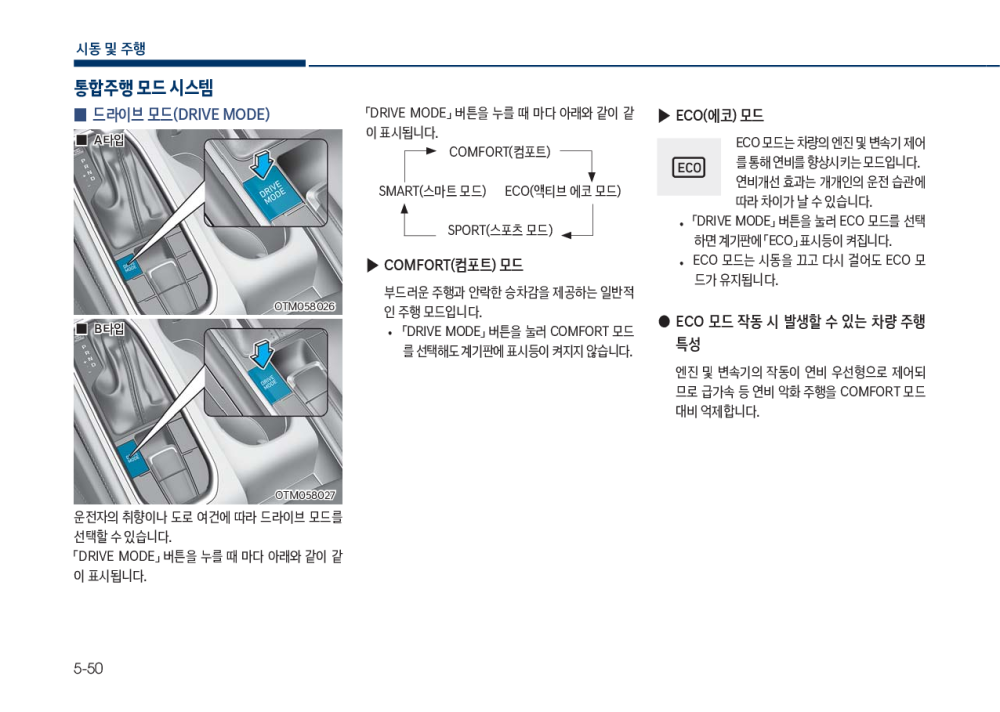 시동 및 주행
통합주행 모드 시스템
■ 드라이브 모드(DRIVE MODE)
■ A타입
DRIVE
MODE
DRIVE
MODE
OTM058026
■ B타입
DRIVE
MODE
DRIVE
MODE
OTM058027
운전자의 취향이나 도로 여건에 따라 드라이브 모드를
선택할 수 있습니다.
「DRIVE MODE」 버튼을 누를 때 마다 아래와 같이 같
이 표시됩니다.
「DRIVE MODE」 버튼을 누를 때 마다 아래와 같이 같
이 표시됩니다.
COMFORT(컴포트)
SMART(스마트 모드) ECO(액티브 에코 모드)
SPORT(스포츠 모드)
▶ COMFORT(컴포트) 모드
부드러운 주행과 안락한 승차감을 제공하는 일반적
인 주행 모드입니다.
• 「DRIVE MODE」 버튼을 눌러 COMFORT 모드
를 선택해도 계기판에 표시등이 켜지지 않습니다.
▶ ECO(에코) 모드
ECO
ECO 모드는 차량의 엔진 및 변속기 제어
를 통해 연비를 향상시키는 모드입니다.
연비개선 효과는 개개인의 운전 습관에
따라 차이가 날 수 있습니다.
• 「DRIVE MODE」 버튼을 눌러 ECO 모드를 선택
하면 계기판에 「ECO」 표시등이 켜집니다.
• ECO 모드는 시동을 끄고 다시 걸어도 ECO 모
드가 유지됩니다.
● ECO 모드 작동 시 발생할 수 있는 차량 주행
특성
엔진 및 변속기의 작동이 연비 우선형으로 제어되
므로 급가속 등 연비 악화 주행을 COMFORT 모드
대비 억제합니다.
5-50